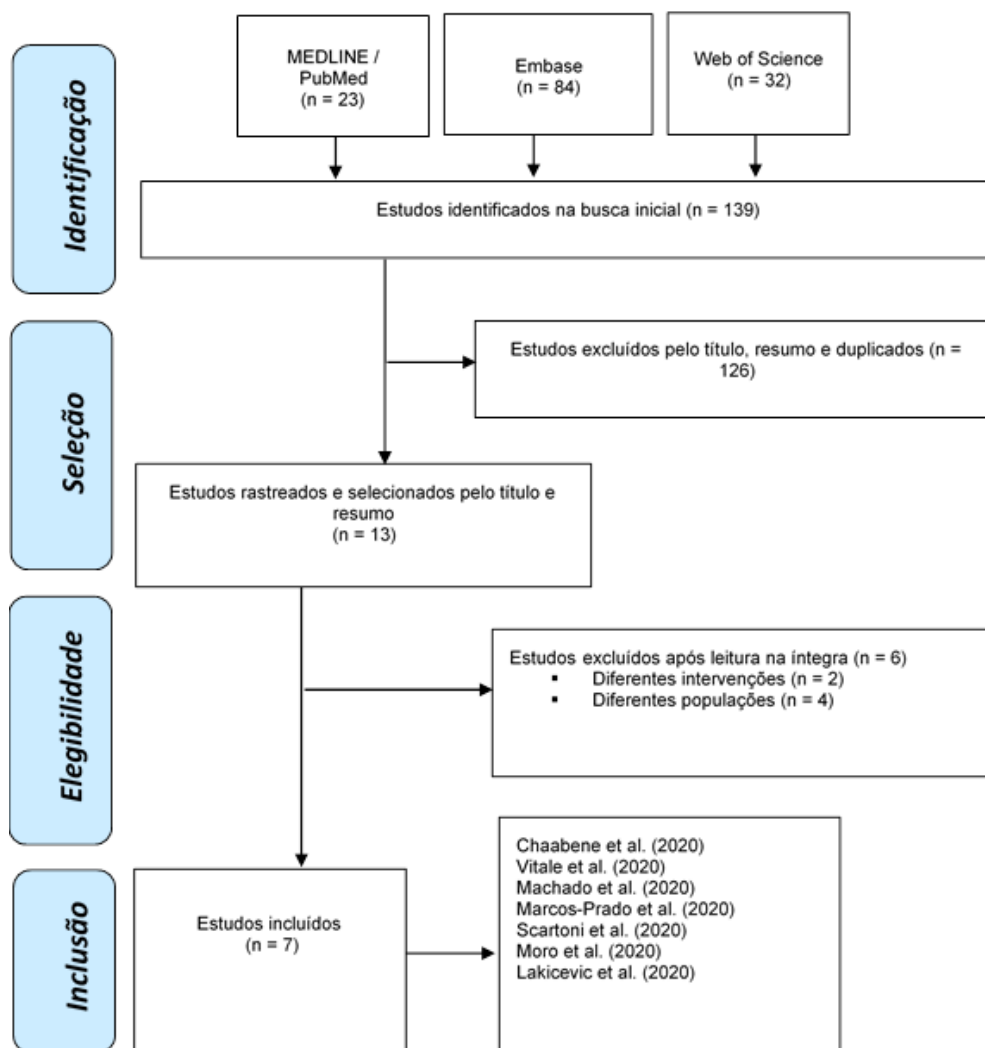 Identificação
MEDLINE /
PubMed
(n = 23)
Embase
(n = 84)
Web of Science
(n = 32)
Estudos identificados na busca inicial (n = 139)
Seleção
Estudos excluídos pelo título, resumo e duplicados (n =
126)
Estudos rastreados e selecionados pelo título e
resumo
(n = 13)
Elegibilidade
Estudos excluídos após leitura na íntegra (n = 6)
▪ Diferentes intervenções (n = 2)
▪ Diferentes populações (n = 4)
Inclusão
Estudos incluídos
(n = 7)
Chaabene et al. (2020)
Vitale et al. (2020)
Machado et al. (2020)
Marcos-Prado et al. (2020)
Scartoni et al. (2020)
Moro et al. (2020)
Lakicevic et al. (2020)